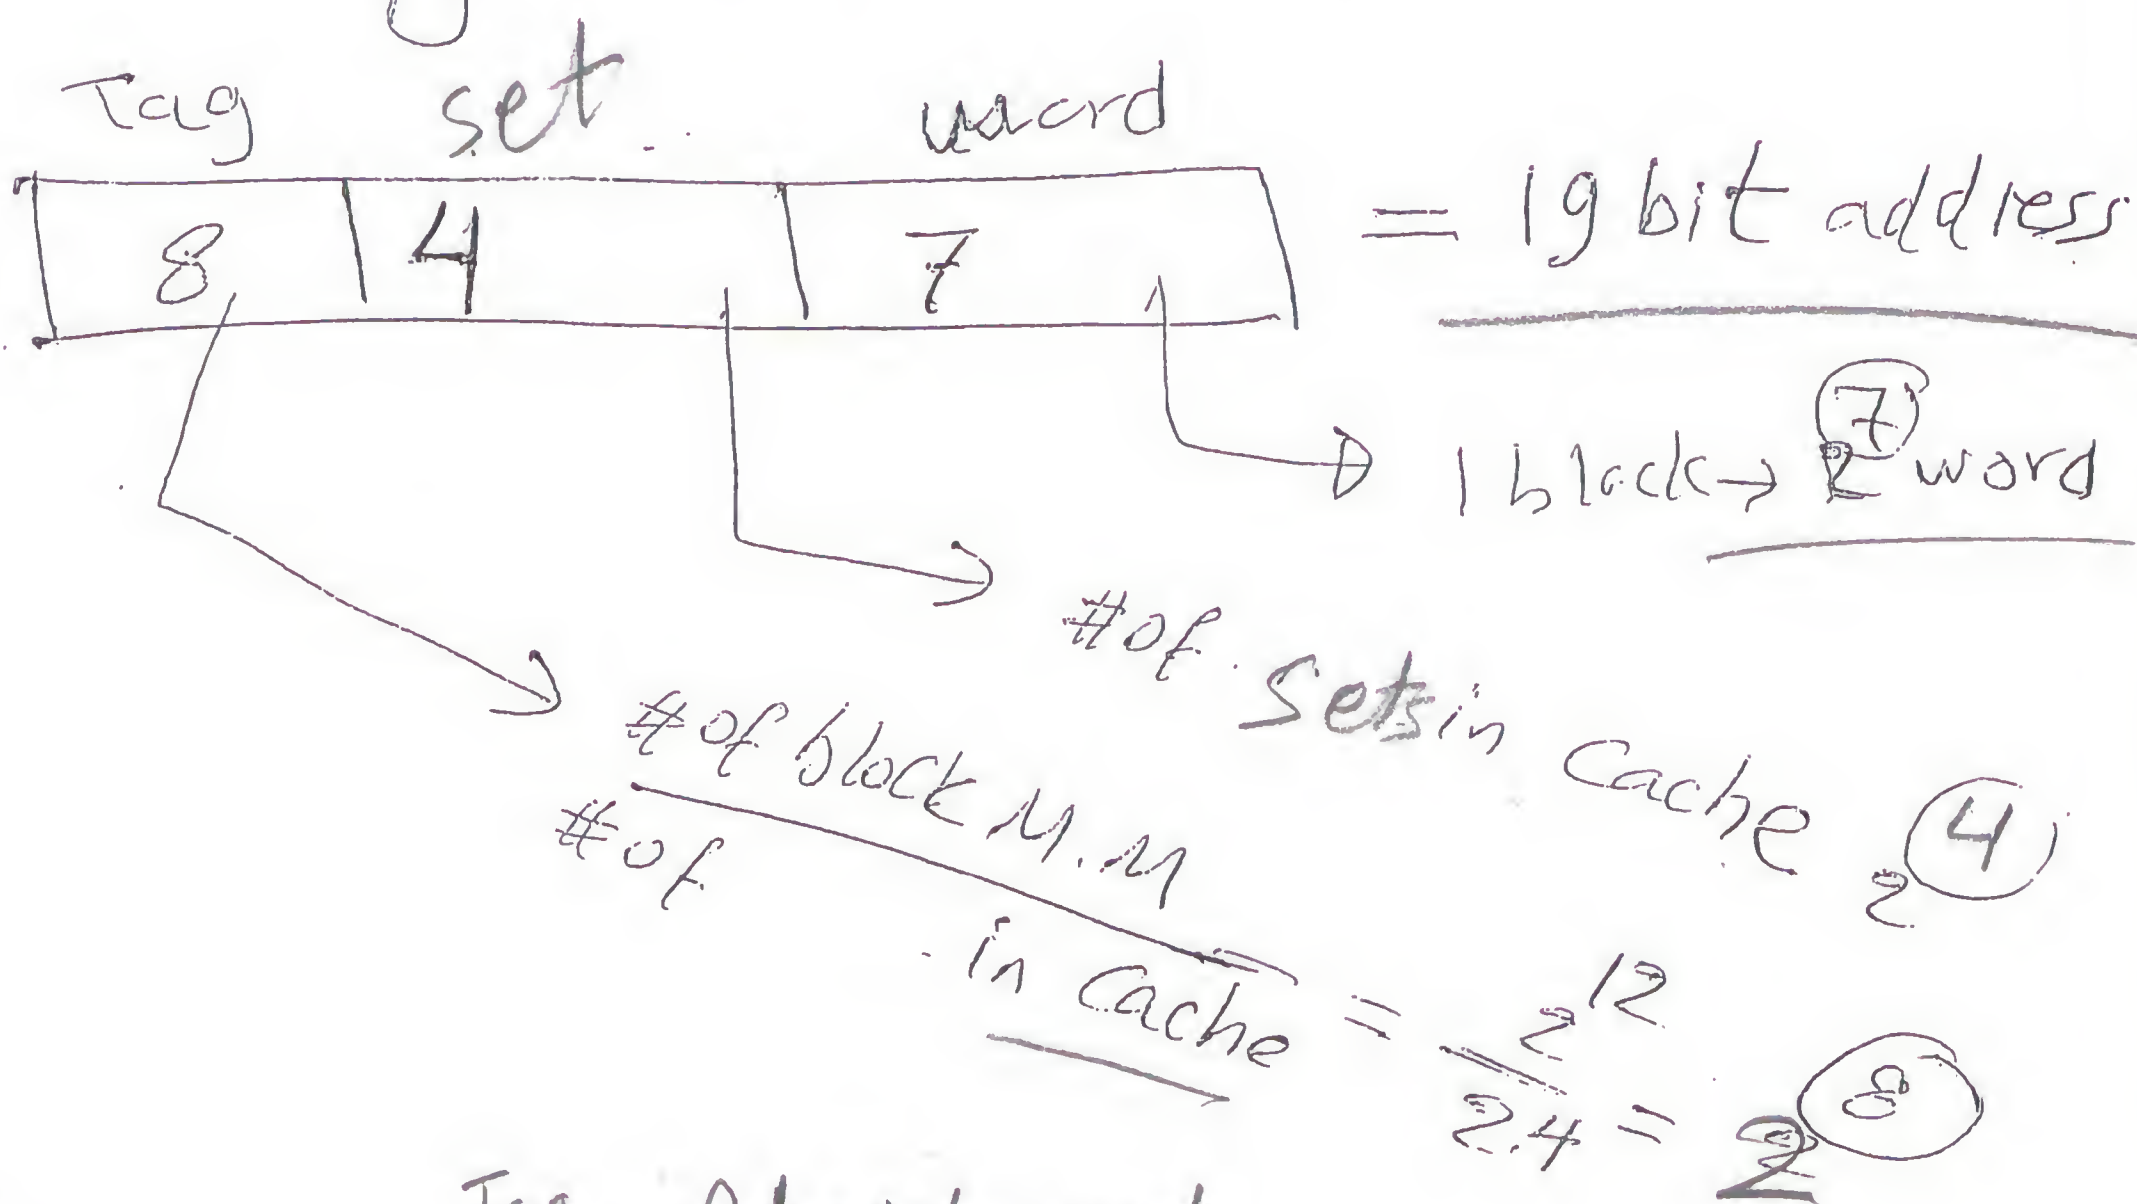 Tag set word
8 4 7 = 19 bit address
1 block → 2^7 word
# of sets in cache 2^4
# of block M.M
# of in cache = 2^12 / 2.4 = 2^8